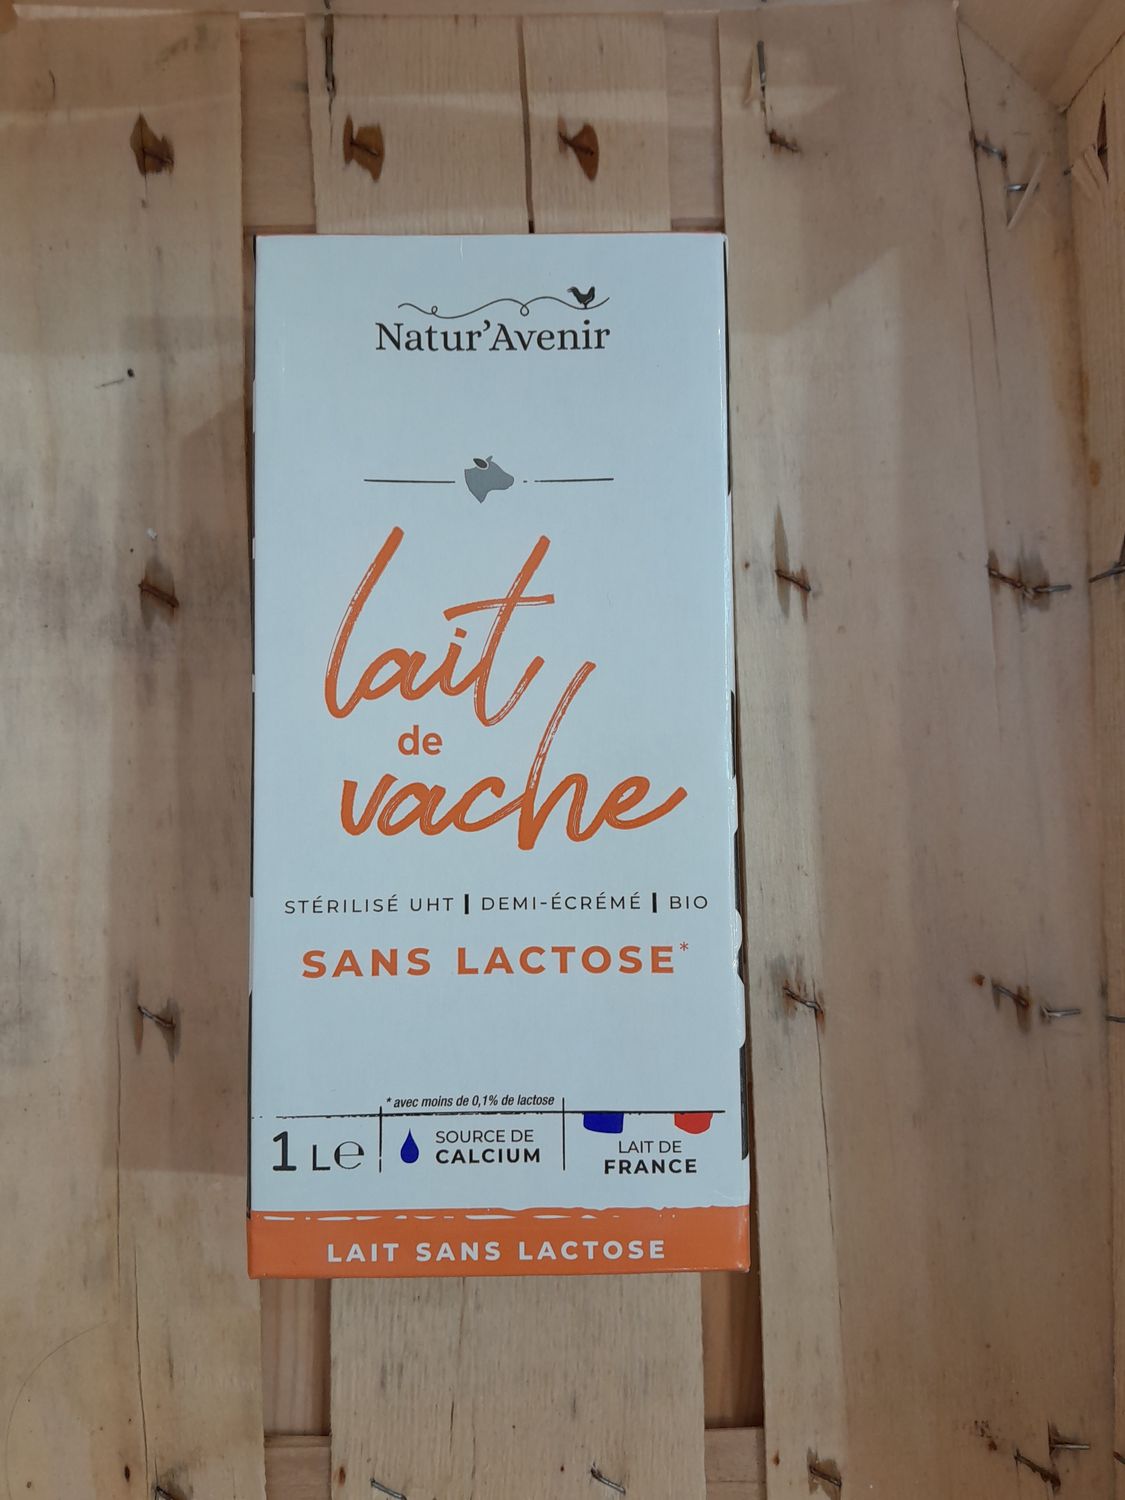 Natur'Avenir
lait
de
vache
STÉRILISÉ UHT | DEMI-ÉCRÉMÉ | BIO
SANS LACTOSE*
* avec moins de 0,1% de lactose
1 L℮
SOURCE DE
CALCIUM
LAIT DE
FRANCE
LAIT SANS LACTOSE